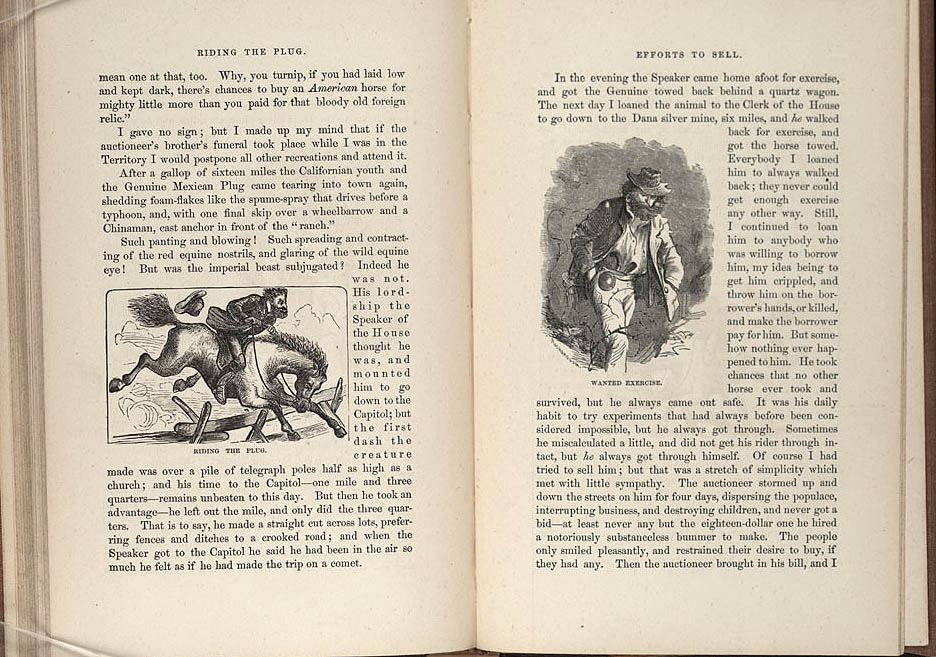 RIDING THE PLUG.
mean one at that, too. Why, you turnip, if you had laid low
and kept dark, there's chances to buy an American horse for
mighty little more than you paid for that bloody old foreign
relic."
I gave no sign; but I made up my mind that if the
auctioneer's brother's funeral took place while I was in the
Territory I would postpone all other recreations and attend it.
After a gallop of sixteen miles the Californian youth and
the Genuine Mexican Plug came tearing into town again,
shedding foam-flakes like the spume-spray that drives before a
typhoon, and, with one final skip over a wheelbarrow and a
Chinaman, cast anchor in front of the "ranch."
Such panting and blowing! Such spreading and contract-
ing of the red equine nostrils, and glaring of the wild equine
eye! But was the imperial beast subjugated? Indeed he
was not.
His lord-
ship the
Speaker of
the House
thought he
was, and
mounted
him to go
down to the
Capitol; but
the first
dash the
creature
RIDING THE PLUG.
made was over a pile of telegraph poles half as high as a
church; and his time to the Capitol—one mile and three
quarters—remains unbeaten to this day. But then he took an
advantage—he left out the mile, and only did the three quar-
ters. That is to say, he made a straight cut across lots, prefer-
ring fences and ditches to a crooked road; and when the
Speaker got to the Capitol he said he had been in the air so
much he felt as if he had made the trip on a comet.
EFFORTS TO SELL.
In the evening the Speaker came home afoot for exercise,
and got the Genuine towed back behind a quartz wagon.
The next day I loaned the animal to the Clerk of the House
to go down to the Dana silver mine, six miles, and he walked
back for exercise, and
got the horse towed.
Everybody I loaned
him to always walked
back; they never could
get enough exercise
any other way. Still,
I continued to loan
him to anybody who
was willing to borrow
him, my idea being to
get him crippled, and
throw him on the bor-
rower's hands, or killed,
and make the borrower
pay for him. But some-
how nothing ever hap-
pened to him. He took
chances that no other
horse ever took and
WANTED EXERCISE.
survived, but he always came out safe. It was his daily
habit to try experiments that had always before been con-
sidered impossible, but he always got through. Sometimes
he miscalculated a little, and did not get his rider through in-
tact, but he always got through himself. Of course I had
tried to sell him; but that was a stretch of simplicity which
met with little sympathy. The auctioneer stormed up and
down the streets on him for four days, dispersing the populace,
interrupting business, and destroying children, and never got a
bid—at least never any but the eighteen-dollar one he hired
a notoriously substanceless bummer to make. The people
only smiled pleasantly, and restrained their desire to buy, if
they had any. Then the auctioneer brought in his bill, and I